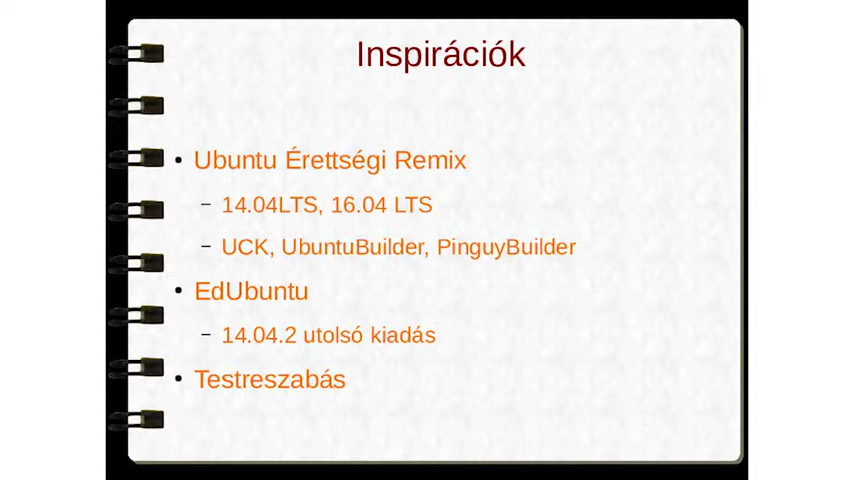 Inspirációk
Ubuntu Érettségi Remix
14.04LTS, 16.04 LTS
UCK, UbuntuBuilder, PinguyBuilder
EdUbuntu
14.04.2 utolsó kiadás
Testreszabás